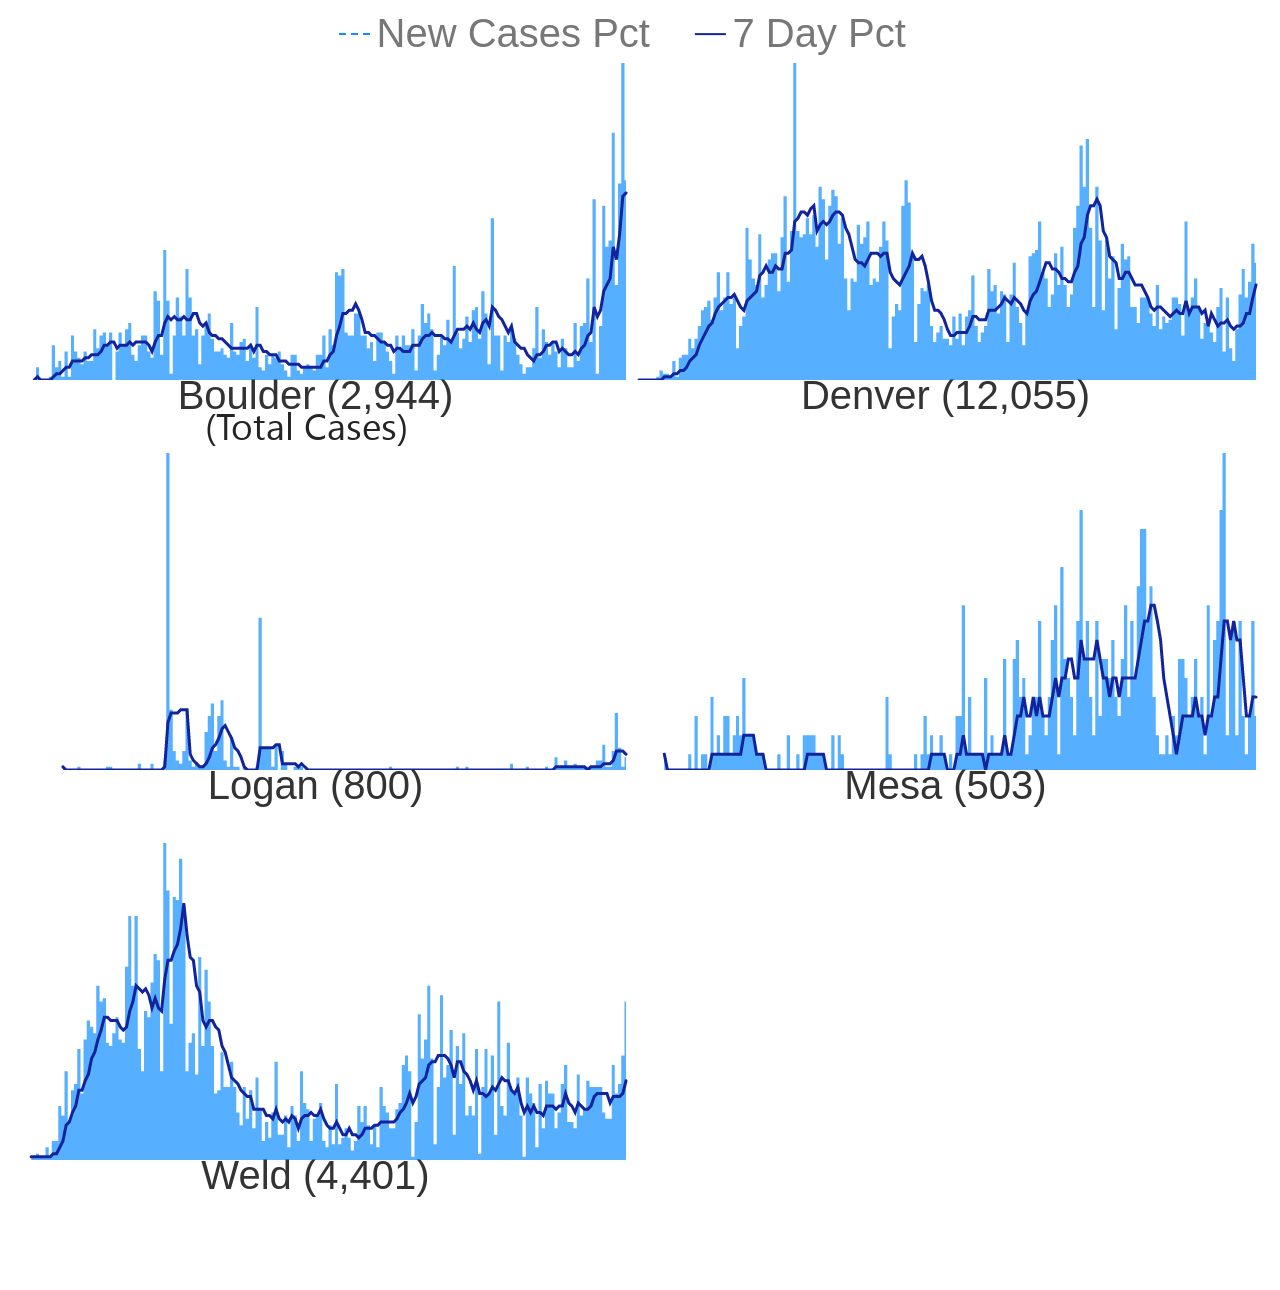 New Cases Pct 7 Day Pct
Boulder (2,944)
(Total Cases)
Denver (12,055)
Logan (800)
Mesa (503)
Weld (4,401)